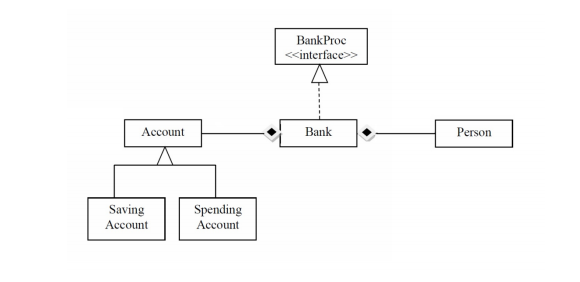 BankProc
<<interface>>
Account
Bank
Person
Saving
Account
Spending
Account